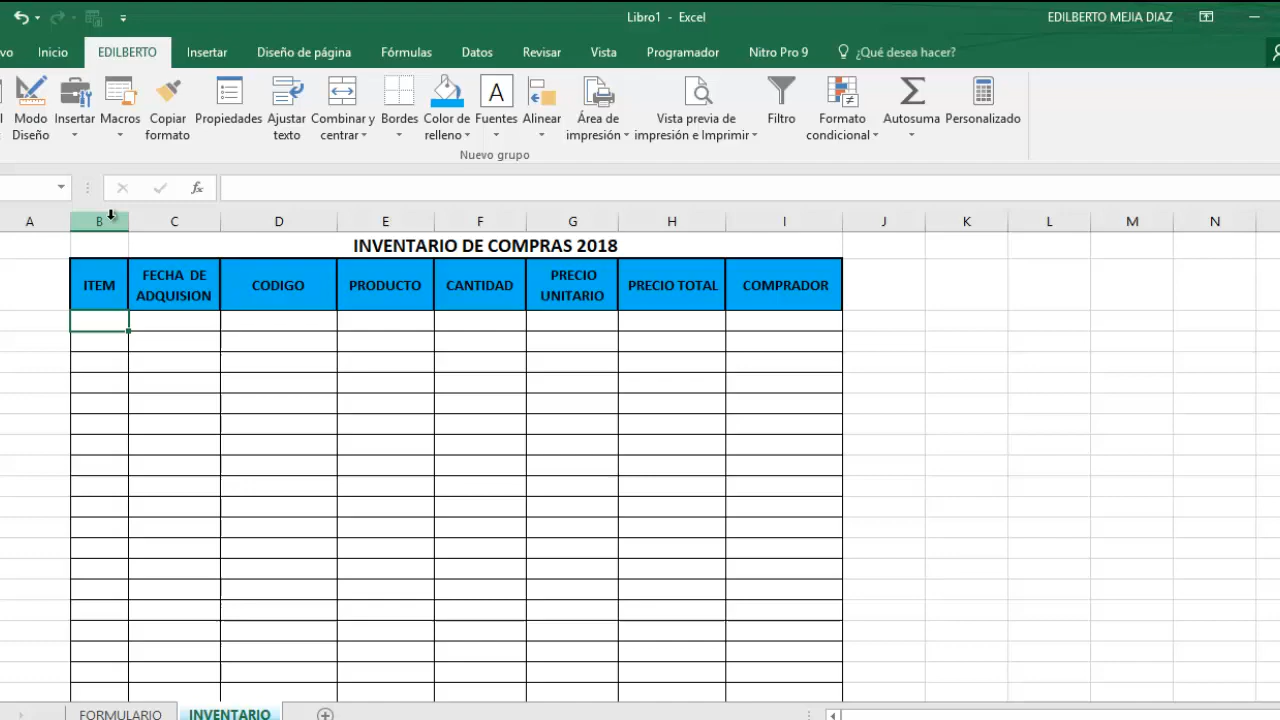 Libro1 - Excel
EDILBERTO MEJIA DIAZ
vo Inicio EDILBERTO Insertar Diseño de página Fórmulas Datos Revisar Vista Programador Nitro Pro 9 ¿Qué desea hacer?
Modo Diseño
Insertar
Macros
Copiar formato
Propiedades
Ajustar texto
Combinar y centrar
Bordes
Color de relleno
Fuentes
Alinear
Área de impresión
Vista previa de impresión e Imprimir
Filtro
Formato condicional
Autosuma
Personalizado
Nuevo grupo
fx
A B C D E F G H I J K L M N
INVENTARIO DE COMPRAS 2018
ITEM
FECHA DE
ADQUISION
CODIGO
PRODUCTO
CANTIDAD
PRECIO
UNITARIO
PRECIO TOTAL
COMPRADOR
FORMULARIO INVENTARIO